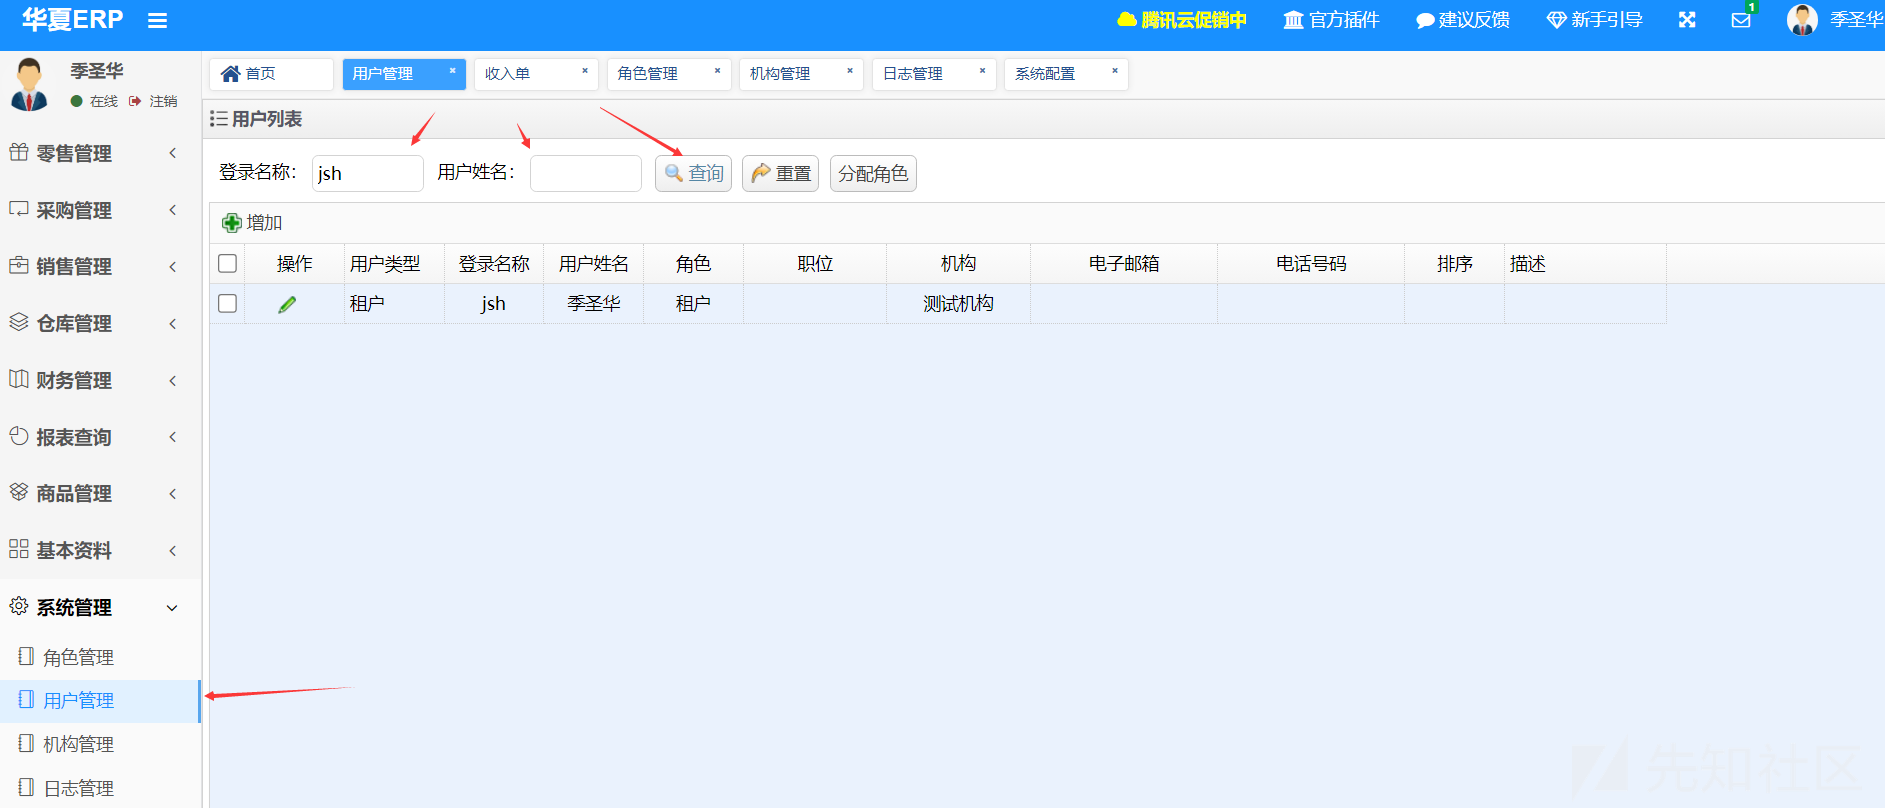 华夏ERP
腾讯云促销中 官方插件 建议反馈 新手引导 1 季圣华
季圣华
在线 注销
首页 用户管理 × 收入单 × 角色管理 × 机构管理 × 日志管理 × 系统配置 ×
用户列表
登录名称： jsh 用户姓名： 查询 重置 分配角色
增加
操作 用户类型 登录名称 用户姓名 角色 职位 机构 电子邮箱 电话号码 排序 描述
租户 jsh 季圣华 租户 测试机构
零售管理
采购管理
销售管理
仓库管理
财务管理
报表查询
商品管理
基本资料
系统管理
角色管理
用户管理
机构管理
日志管理
先知社区